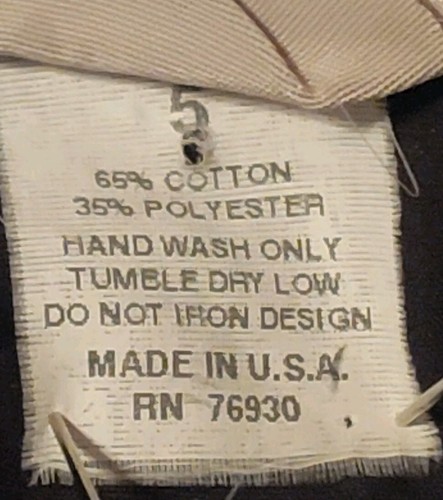 5
65% COTTON
35% POLYESTER
HAND WASH ONLY
TUMBLE DRY LOW
DO NOT IRON DESIGN
MADE IN U.S.A.
RN 76930